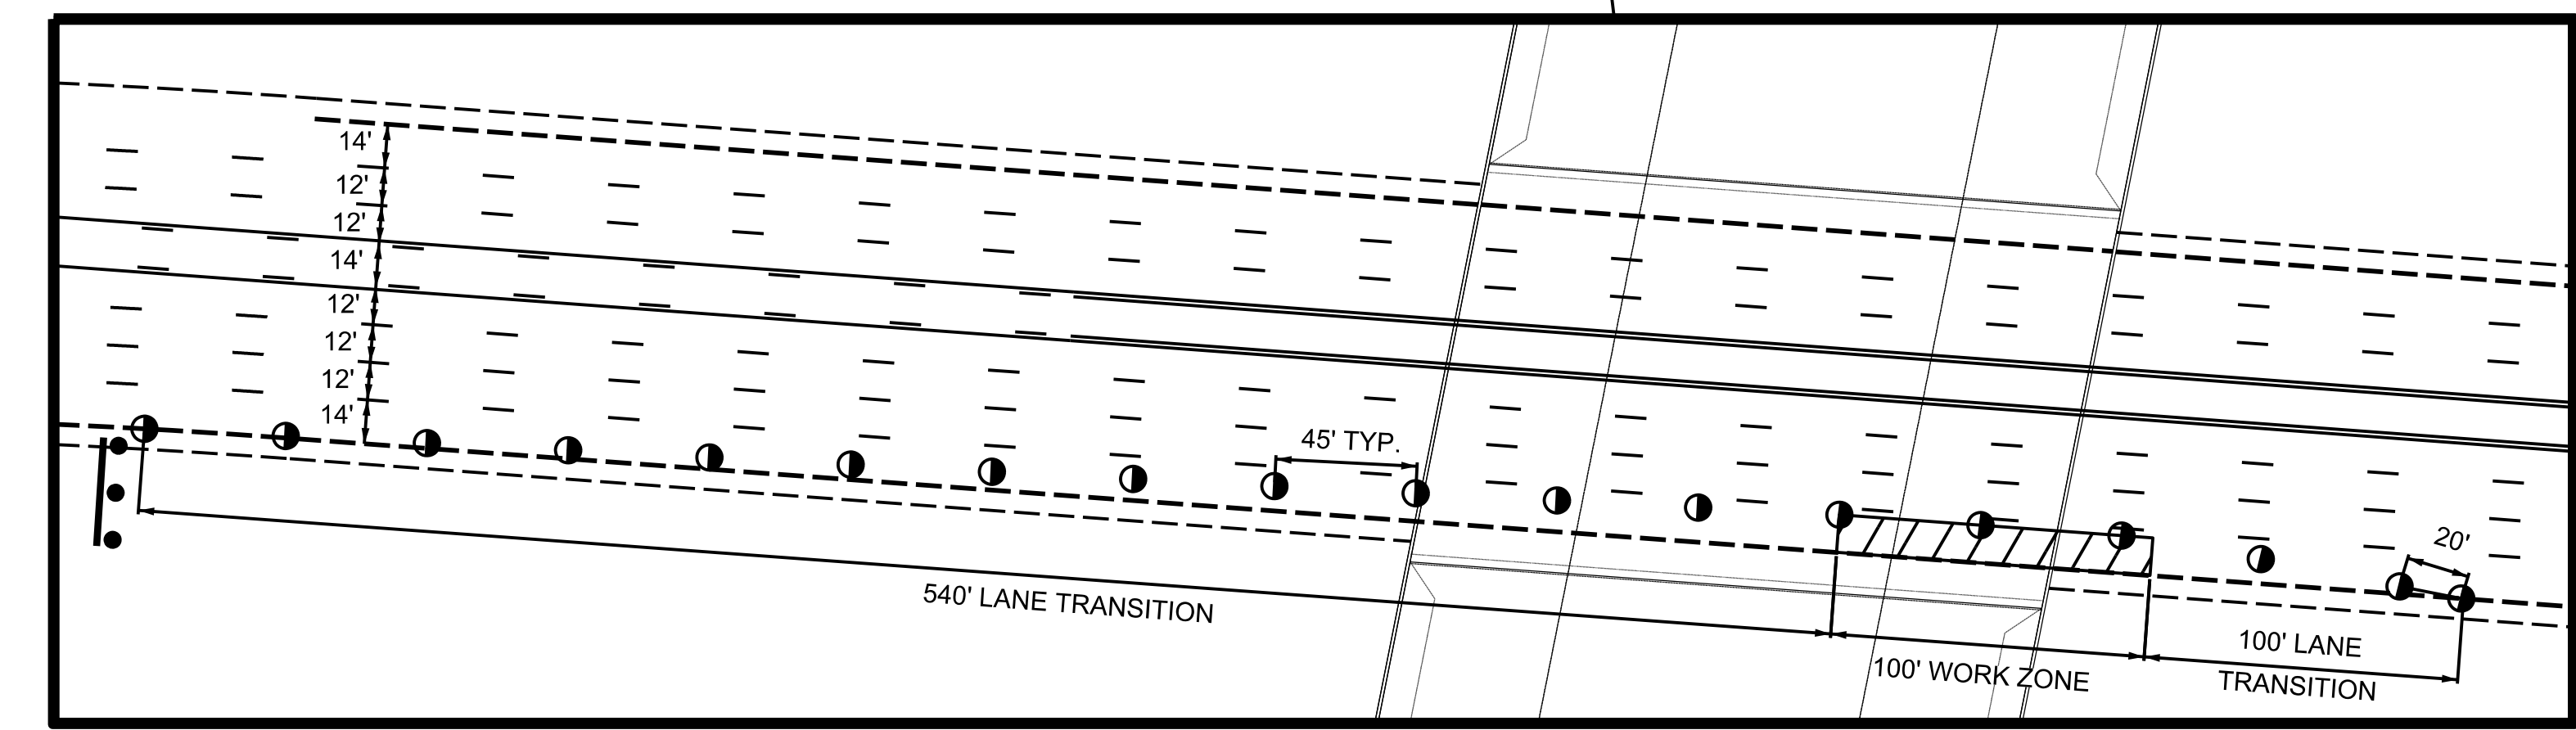 14'
12'
12'
14'
12'
12'
12'
14'
45' TYP.
20'
540' LANE TRANSITION
100' WORK ZONE
100' LANE
TRANSITION